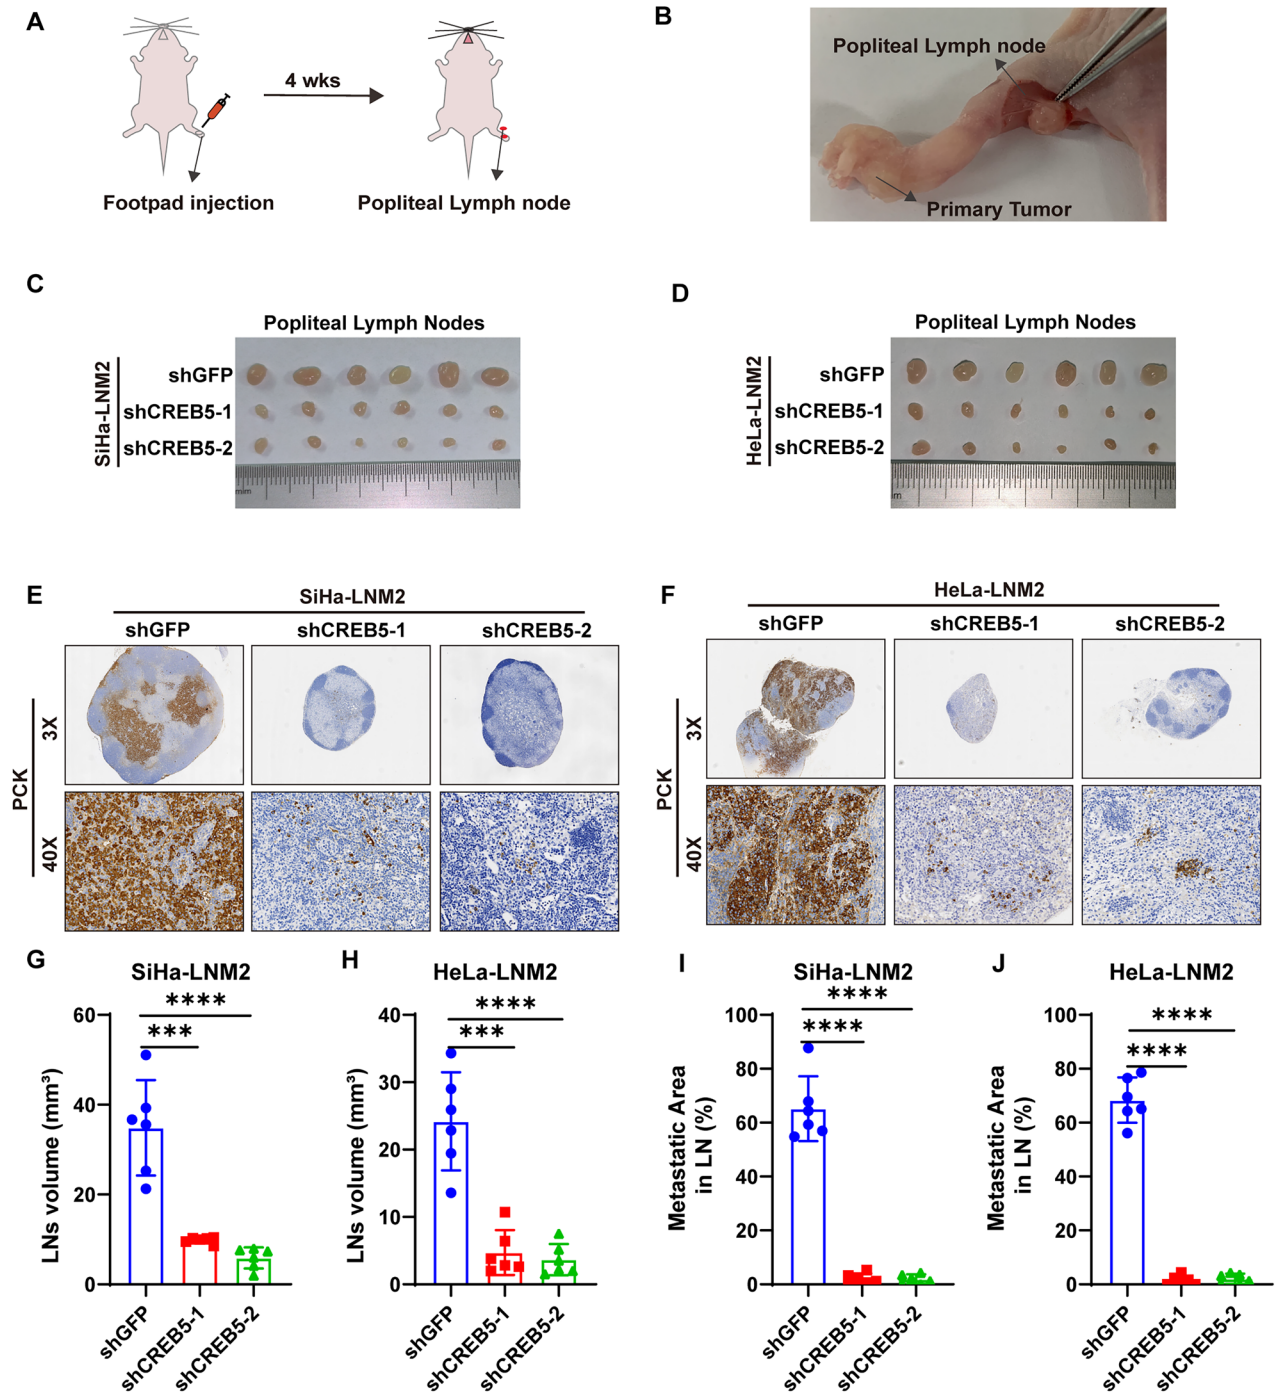 A
4 wks
Footpad injection
Popliteal Lymph node
B
Popliteal Lymph node
Primary Tumor
C
Popliteal Lymph Nodes
SiHa-LNM2
shGFP
shCREB5-1
shCREB5-2
mm
D
Popliteal Lymph Nodes
HeLa-LNM2
shGFP
shCREB5-1
shCREB5-2
m
E
SiHa-LNM2
shGFP
shCREB5-1
shCREB5-2
PCK
3X
40X
F
HeLa-LNM2
shGFP
shCREB5-1
shCREB5-2
PCK
3X
40X
G
SiHa-LNM2
****
***
LNs volume (mm³)
60
40
20
0
shGFP
shCREB5-1
shCREB5-2
H
HeLa-LNM2
****
***
LNs volume (mm³)
40
30
20
10
0
shGFP
shCREB5-1
shCREB5-2
I
SiHa-LNM2
****
****
Metastatic Area
in LN (%)
100
80
60
40
20
0
shGFP
shCREB5-1
shCREB5-2
J
HeLa-LNM2
****
****
Metastatic Area
in LN (%)
100
80
60
40
20
0
shGFP
shCREB5-1
shCREB5-2